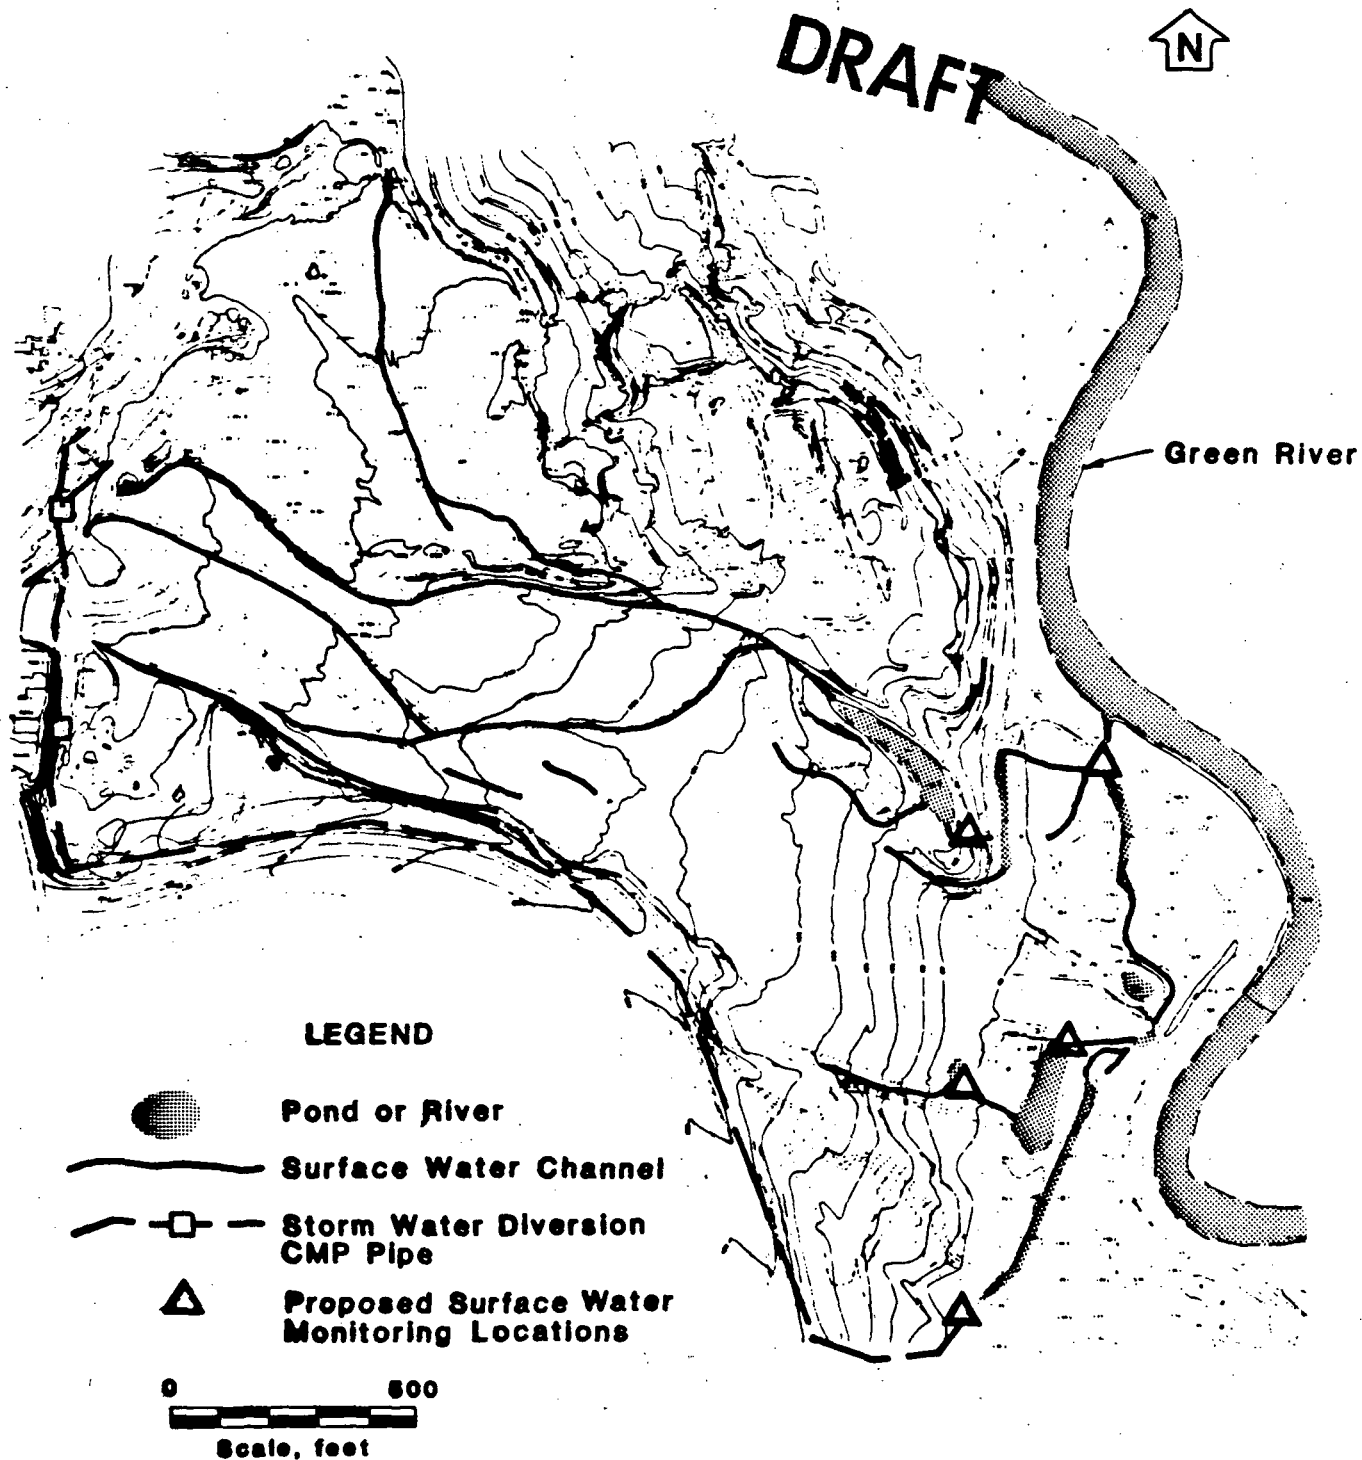 DRAFT
N
Green River
LEGEND
Pond or River
Surface Water Channel
Storm Water Diversion
CMP Pipe
Proposed Surface Water
Monitoring Locations
0 500
Scale, feet